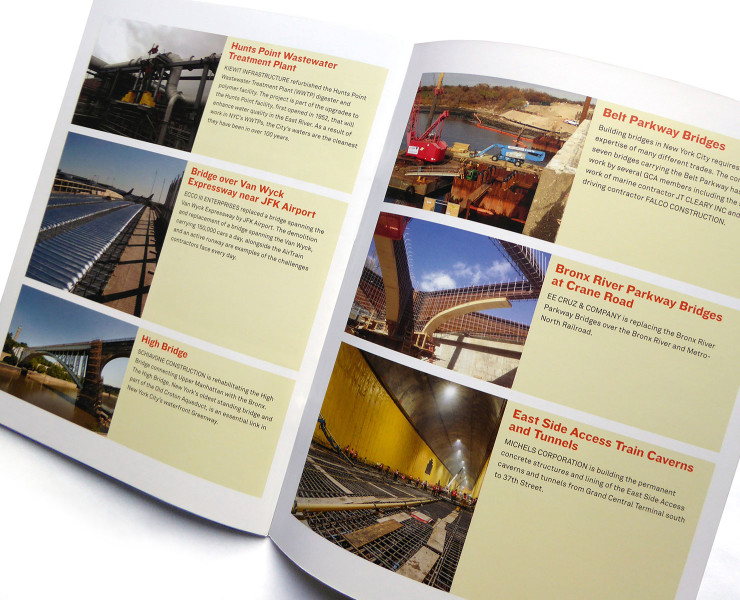 Hunts Point Wastewater
Treatment Plant
KIEWIT INFRASTRUCTURE refurbished the Hunts Point
Wastewater Treatment Plant (WWTP) digester and
polymer facility. The project is part of the upgrades to
the Hunts Point facility, first opened in 1952, that will
enhance water quality in the East River. As a result of
work in NYC's WWTPs, the City's waters are the cleanest
they have been in over 100 years.
Bridge over Van Wyck
Expressway near JFK Airport
ECCO III ENTERPRISES replaced a bridge spanning the
Van Wyck Expressway by JFK Airport. The demolition
and replacement of a bridge spanning the Van Wyck,
carrying 150,000 cars a day, alongside the AirTrain
and an active runway are examples of the challenges
contractors face every day.
High Bridge
SCHIAVONE CONSTRUCTION is rehabilitating the High
Bridge connecting Upper Manhattan with the Bronx.
The High Bridge, New York's oldest standing bridge and
part of the Old Croton Aqueduct, is an essential link in
New York City's waterfront Greenway.
Belt Parkway Bridges
Building bridges in New York City requires
expertise of many different trades. The
seven bridges carrying the Belt Parkway
work by several GCA members including the
work of marine contractor JT CLEARY INC and
driving contractor FALCO CONSTRUCTION.
Bronx River Parkway Bridges
at Crane Road
EE CRUZ & COMPANY is replacing the Bronx River
Parkway Bridges over the Bronx River and Metro-
North Railroad.
East Side Access Train Caverns
and Tunnels
MICHELS CORPORATION is building the permanent
concrete structures and lining of the East Side Access
caverns and tunnels from Grand Central Terminal south
to 37th Street.